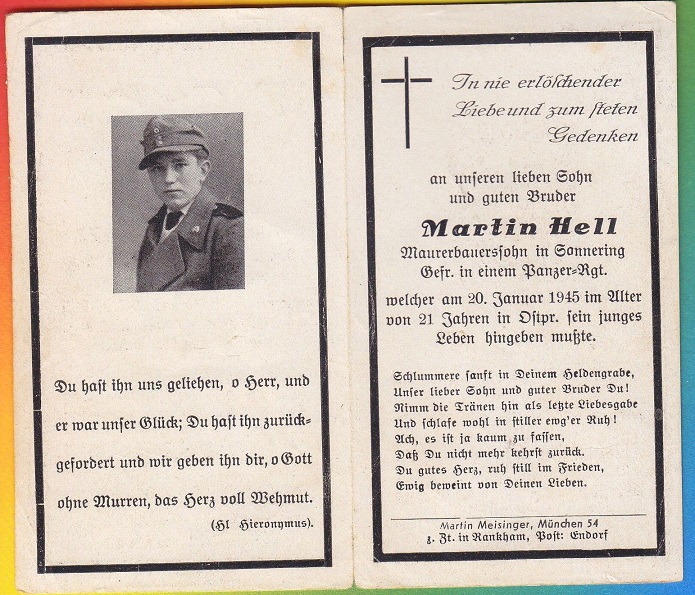 Du hast ihn uns geliehen, o Herr, und
er war unser Glück; Du hast ihn zurück-
gefordert und wir geben ihn dir, o Gott
ohne Murren, das Herz voll Wehmut.
(Hl Hieronymus).
In nie erlöschender
Liebe und zum steten
Gedenken
an unseren lieben Sohn
und guten Bruder
Martin Hell
Maurerbauerssohn in Sonnering
Gefr. in einem Panzer-Rgt.
welcher am 20. Januar 1945 im Alter
von 21 Jahren in Ostpr. sein junges
Leben hingeben mußte.
Schlummere sanft in Deinem Heldengrabe,
Unser lieber Sohn und guter Bruder Du!
Nimm die Tränen hin als letzte Liebesgabe
Und schlafe wohl in stiller ewg'er Ruh!
Ach, es ist ja kaum zu fassen,
Daß Du nicht mehr kehrst zurück.
Du gutes Herz, ruh still im Frieden,
Ewig beweint von Deinen Lieben.
Martin Meisinger, München 54
z. Zt. in Rankham, Post: Endorf